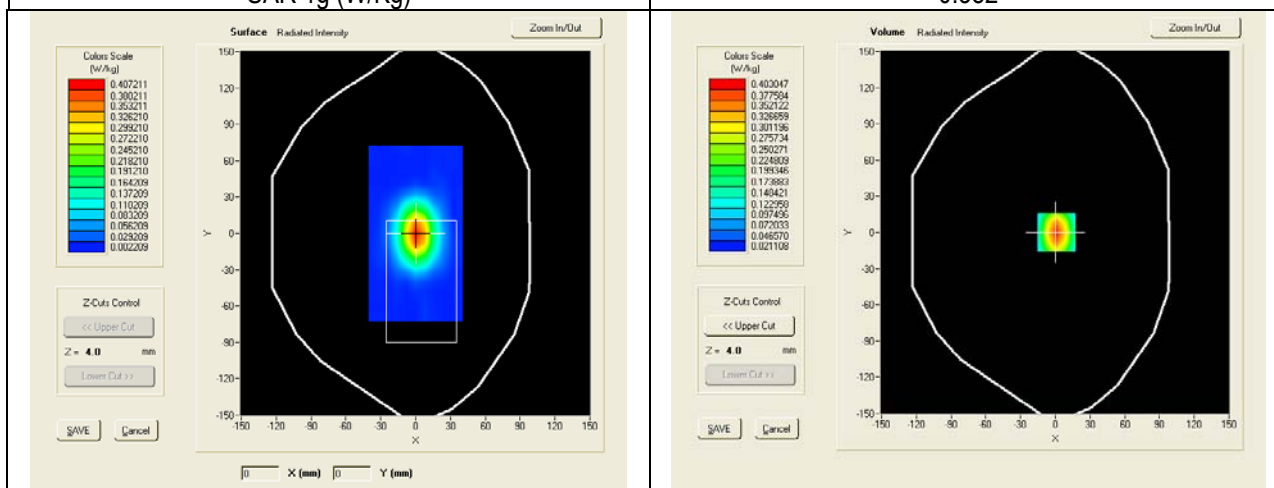 Surface Radiated Intensity
Zoom In/Out
Colors Scale
(W/kg)
0.407211
0.380211
0.353211
0.326210
0.299210
0.272210
0.245210
0.218210
0.191210
0.164209
0.137209
0.110209
0.083209
0.056209
0.029209
0.002209
150
120
90
60
30
0
-30
-60
-90
-120
-150
Y
-150 -120 -90 -60 -30 0 30 60 90 120 150
X
Z-Cuts Control
<< Upper Cut
Z = 4.0 mm
Lower Cut >>
SAVE Cancel
0 X (mm) 0 Y (mm)
Volume Radiated Intensity
Zoom In/Out
Colors Scale
(W/kg)
0.403047
0.377584
0.352122
0.326659
0.301196
0.275734
0.250271
0.224809
0.199346
0.173883
0.148421
0.122958
0.097496
0.072033
0.046570
0.021108
150
120
90
60
30
0
-30
-60
-90
-120
-150
Y
-150 -120 -90 -60 -30 0 30 60 90 120 150
X
Z-Cuts Control
<< Upper Cut
Z = 4.0 mm
Lower Cut >>
SAVE Cancel